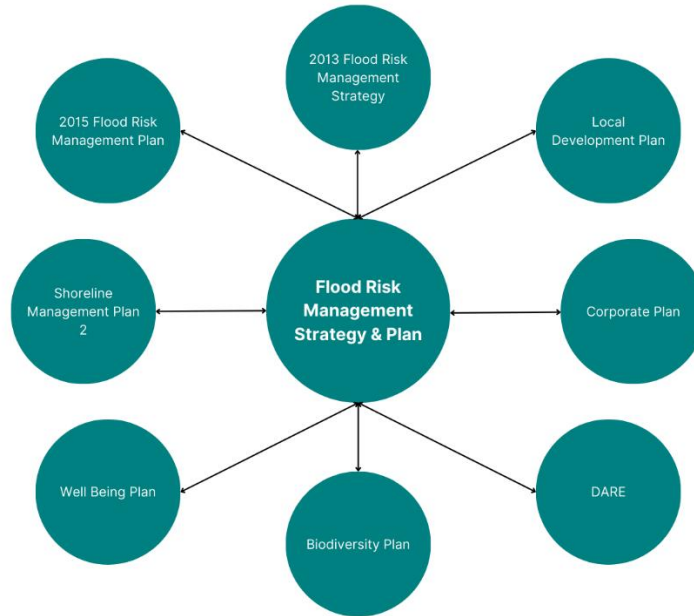 2013 Flood Risk
Management
Strategy
2015 Flood Risk
Management Plan
Local
Development Plan
Shoreline
Management Plan
2
Flood Risk
Management
Strategy & Plan
Corporate Plan
Well Being Plan
Biodiversity Plan
DARE